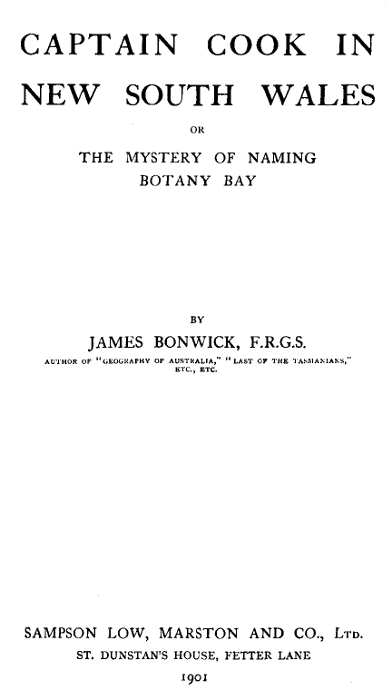 CAPTAIN COOK IN
NEW SOUTH WALES
OR
THE MYSTERY OF NAMING
BOTANY BAY
BY
JAMES BONWICK, F.R.G.S.
AUTHOR OF "GEOGRAPHY OF AUSTRALIA," "LAST OF THE TASMANIANS,"
ETC., ETC.
SAMPSON LOW, MARSTON AND CO., LTD.
ST. DUNSTAN'S HOUSE, FETTER LANE
1901